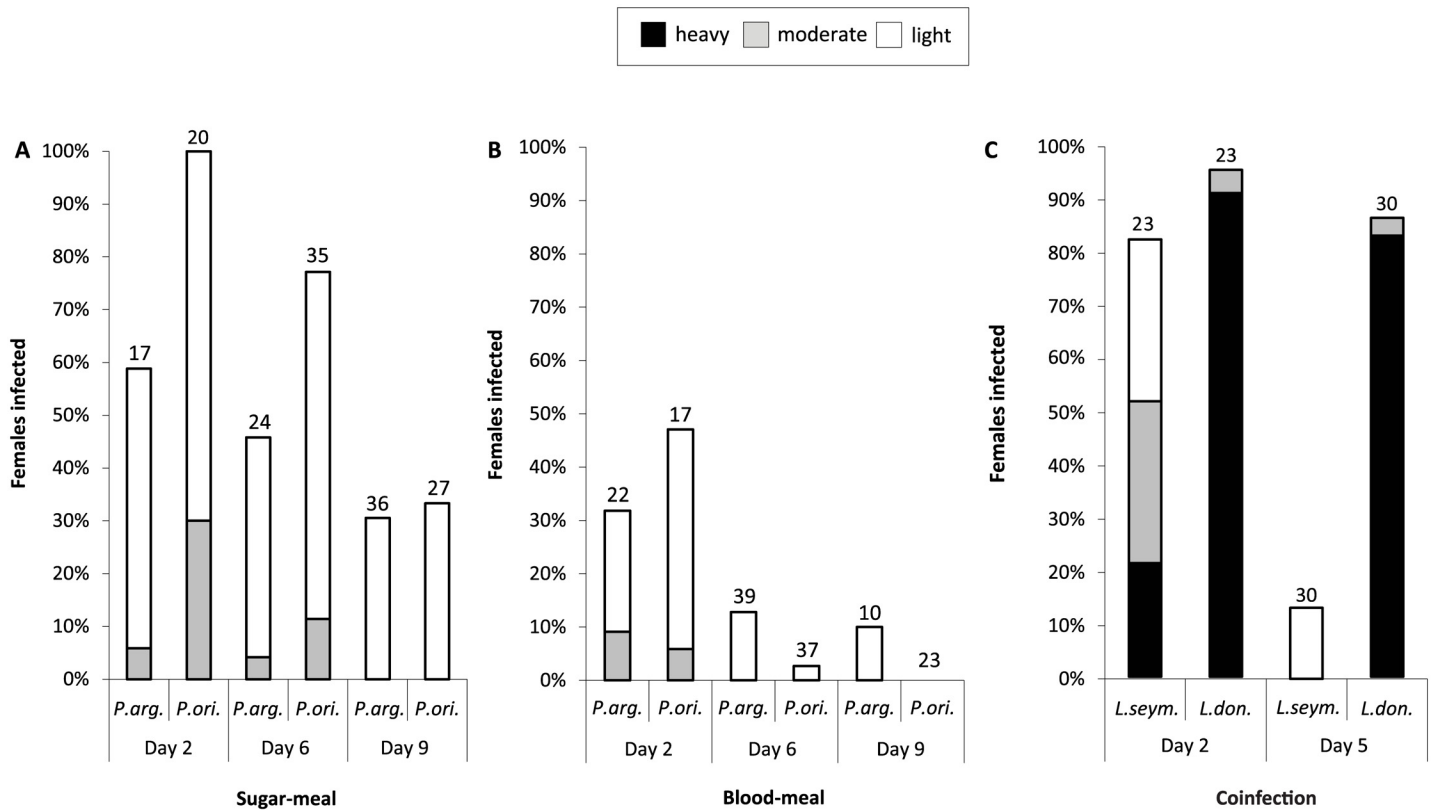 heavy moderate light
A
100%
90%
80%
70%
60%
50%
40%
30%
20%
10%
0%
Females infected
17 20 24 35 36 27
P.arg. P.ori. P.arg. P.ori. P.arg. P.ori.
Day 2 Day 6 Day 9
Sugar-meal
B
100%
90%
80%
70%
60%
50%
40%
30%
20%
10%
0%
Females infected
22 17 39 37 10 23
P.arg. P.ori. P.arg. P.ori. P.arg. P.ori.
Day 2 Day 6 Day 9
Blood-meal
C
100%
90%
80%
70%
60%
50%
40%
30%
20%
10%
0%
Females infected
23 23 30 30
L.seym. L.don. L.seym. L.don.
Day 2 Day 5
Coinfection